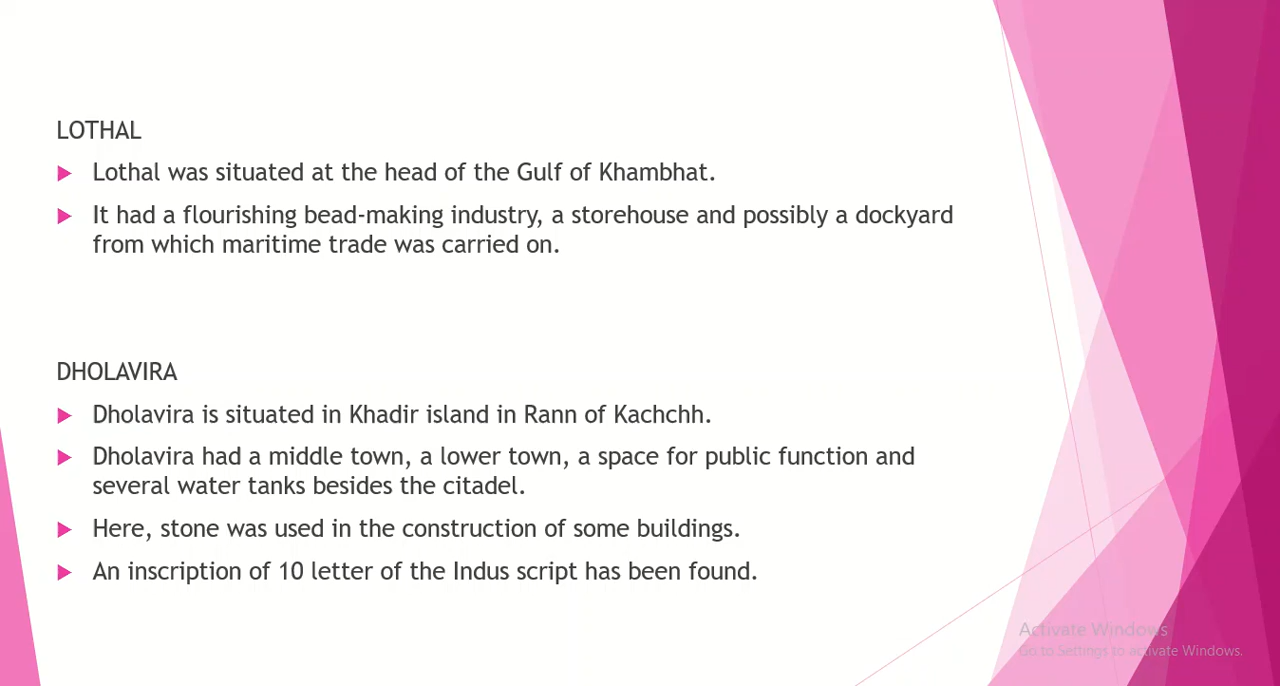 LOTHAL
Lothal was situated at the head of the Gulf of Khambhat.
It had a flourishing bead-making industry, a storehouse and possibly a dockyard
from which maritime trade was carried on.
DHOLAVIRA
Dholavira is situated in Khadir island in Rann of Kachchh.
Dholavira had a middle town, a lower town, a space for public function and
several water tanks besides the citadel.
Here, stone was used in the construction of some buildings.
An inscription of 10 letter of the Indus script has been found.
Activate Windows
Go to Settings to activate Windows.